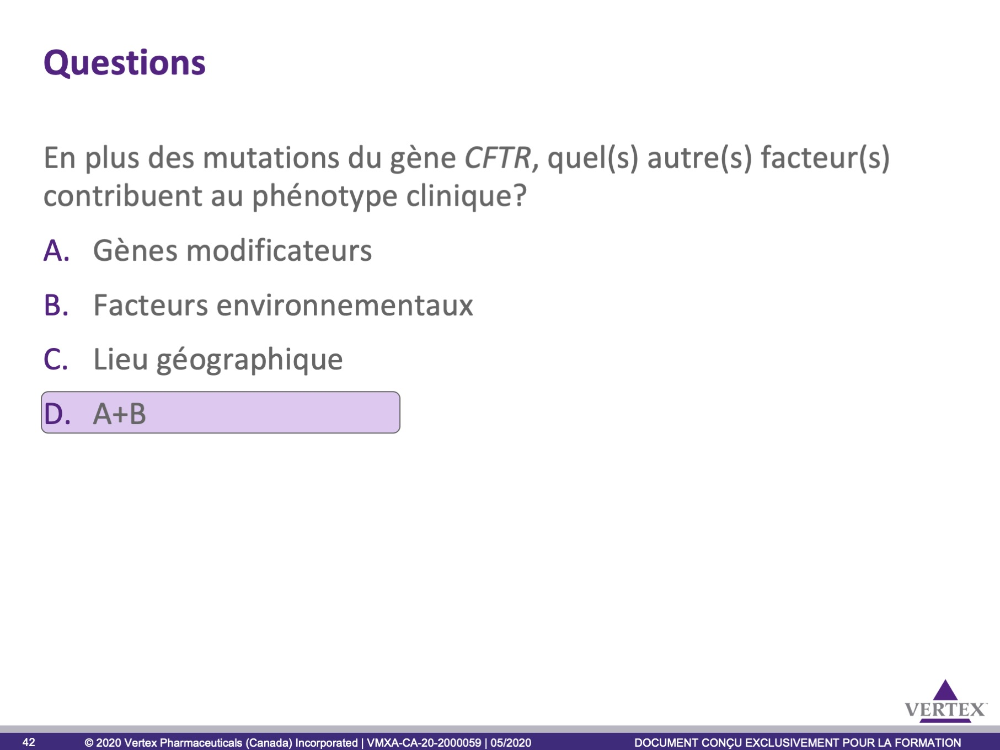 Questions
En plus des mutations du gène CFTR, quel(s) autre(s) facteur(s)
contribuent au phénotype clinique?
A. Gènes modificateurs
B. Facteurs environnementaux
C. Lieu géographique
D. A+B
VERTEX
42 © 2020 Vertex Pharmaceuticals (Canada) Incorporated | VMXA-CA-20-2000059 | 05/2020 DOCUMENT CONÇU EXCLUSIVEMENT POUR LA FORMATION